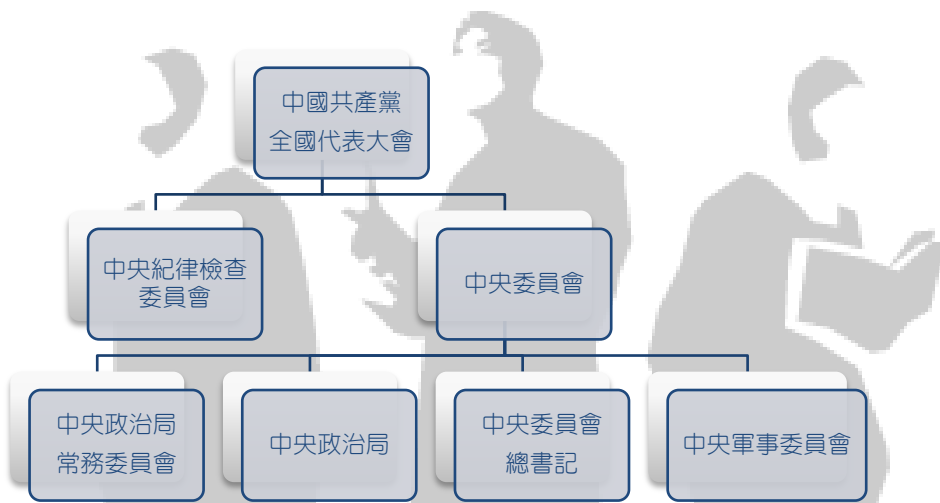 中國共產黨
全國代表大會
中央紀律檢查
委員會
中央委員會
中央政治局
常務委員會
中央政治局
中央委員會
總書記
中央軍事委員會